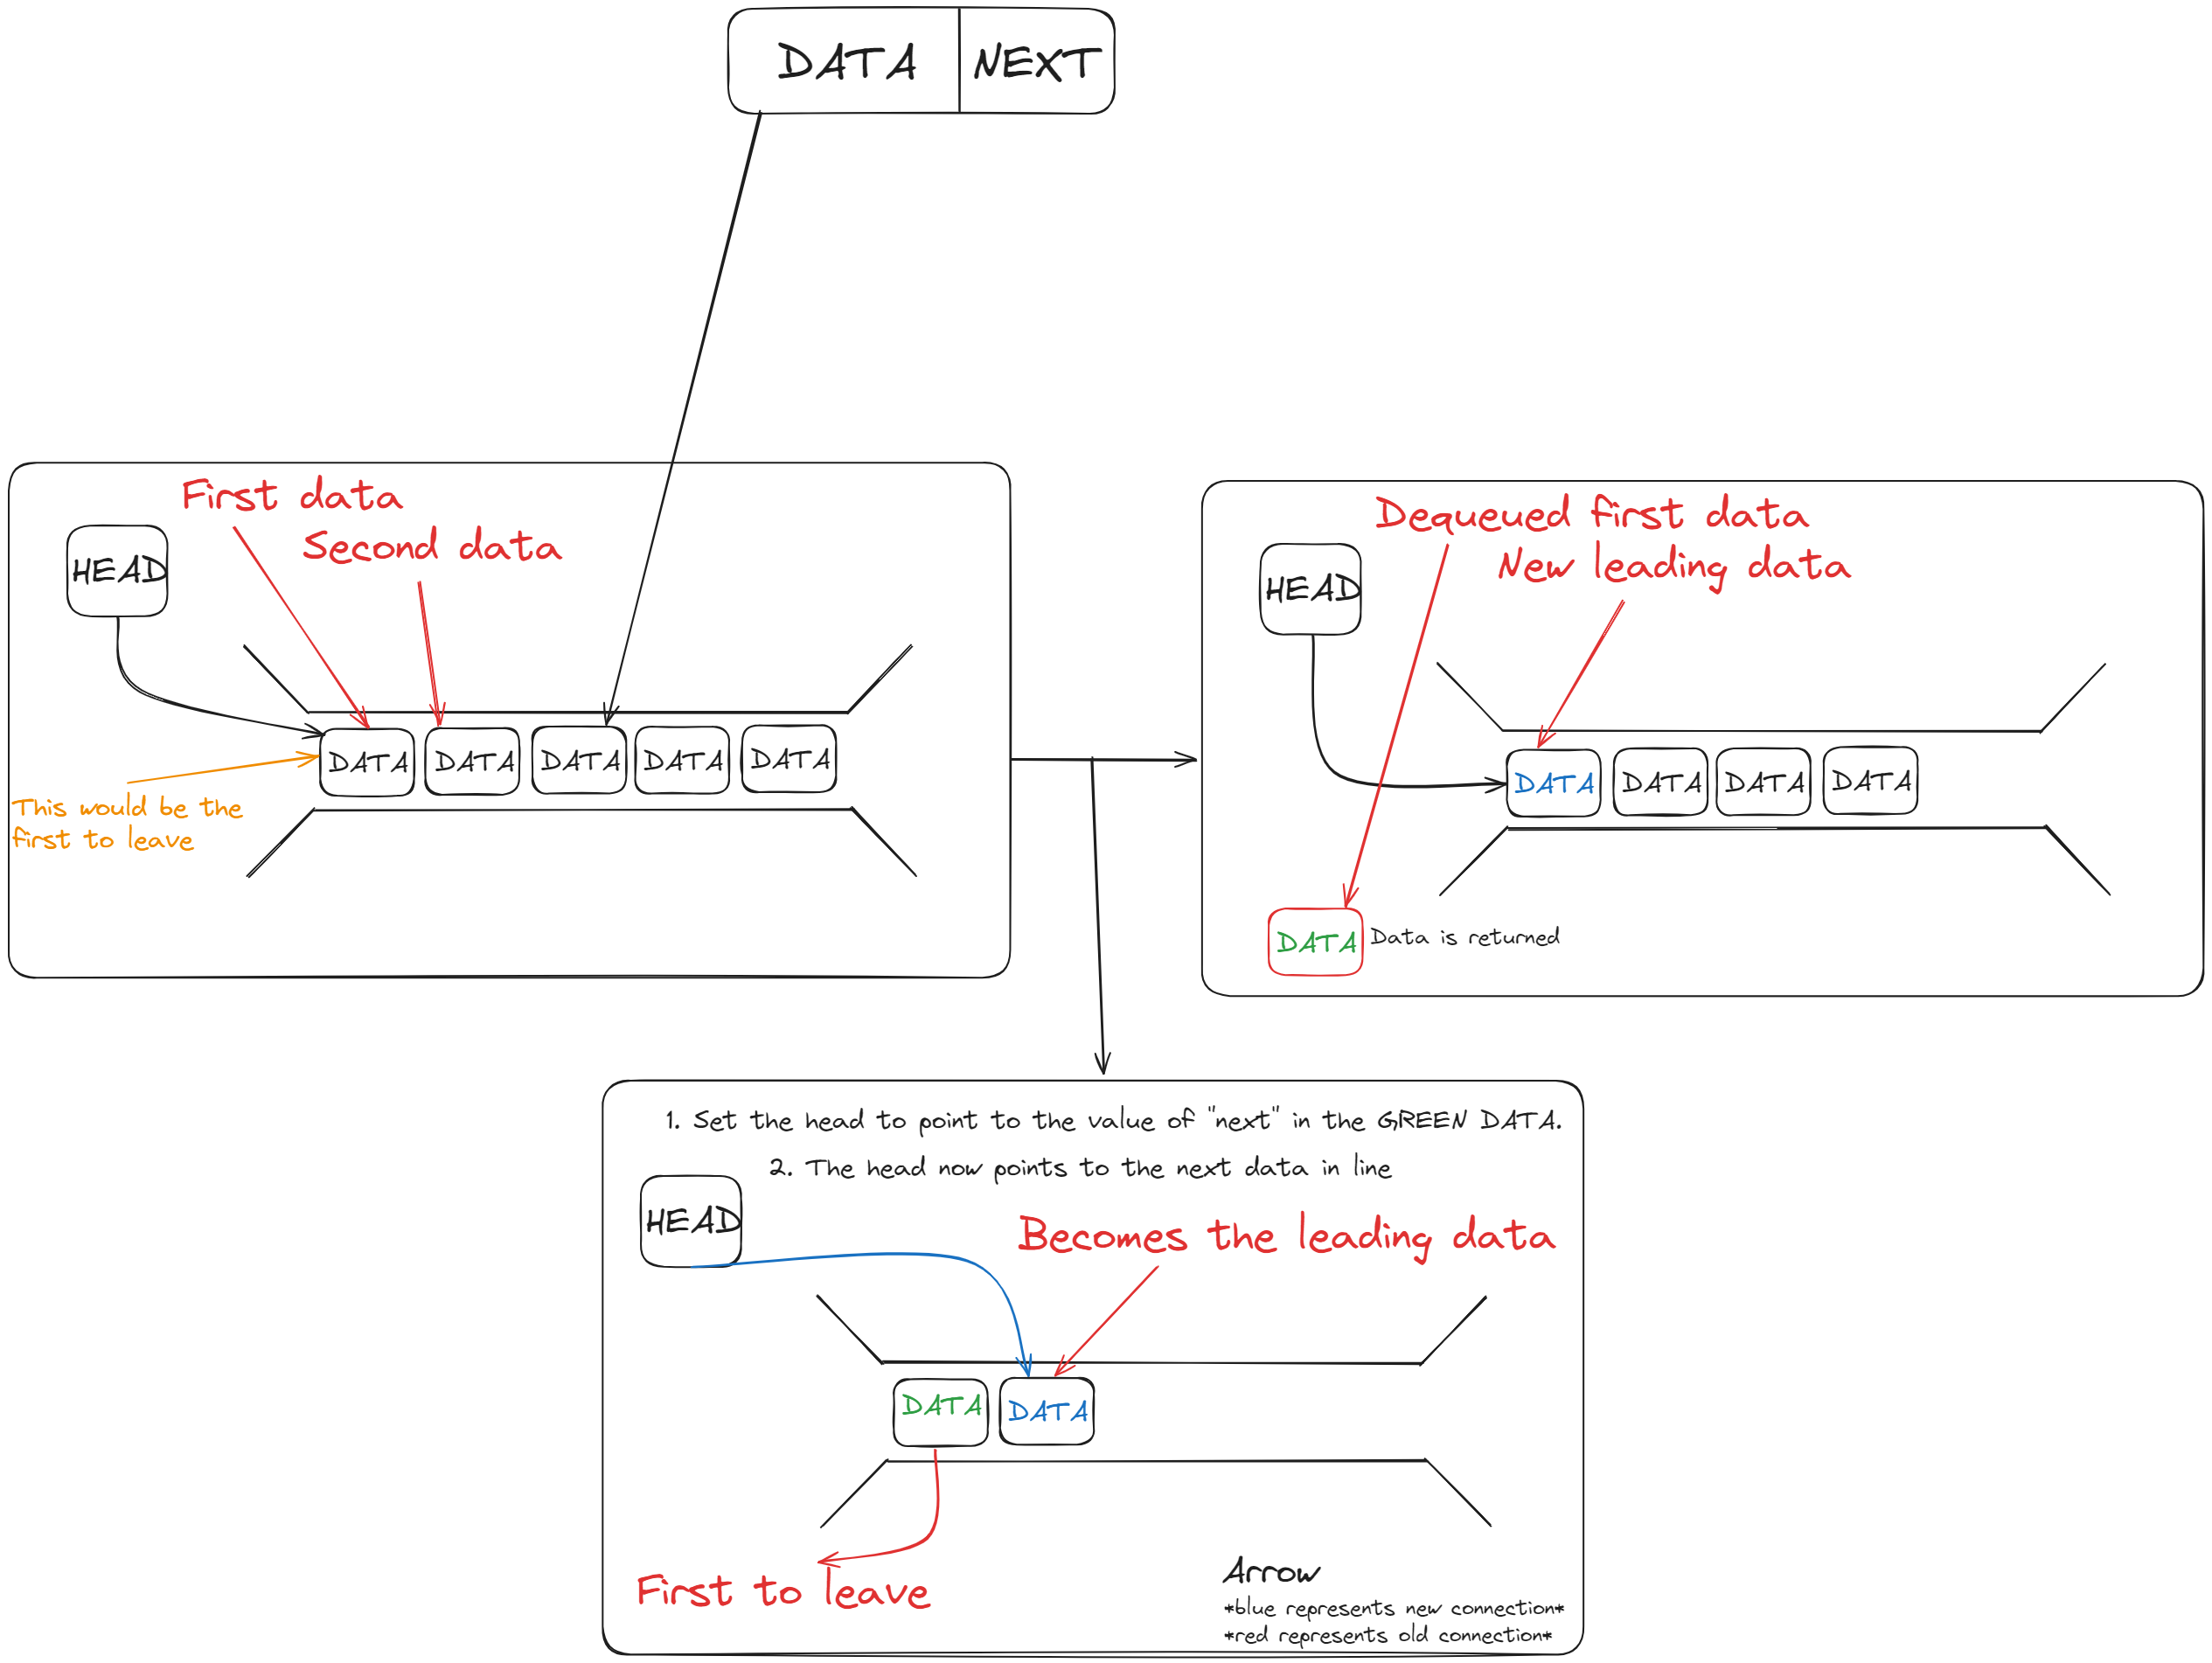 DATA NEXT
First data
Second data
HEAD
DATA DATA DATA DATA DATA
This would be the
first to leave
Dequeued first data
New leading data
HEAD
DATA DATA DATA DATA
DATA Data is returned
1. Set the head to point to the value of "next" in the GREEN DATA.
2. The head now points to the next data in line
HEAD
Becomes the leading data
DATA DATA
First to leave
Arrow
*blue represents new connection*
*red represents old connection*